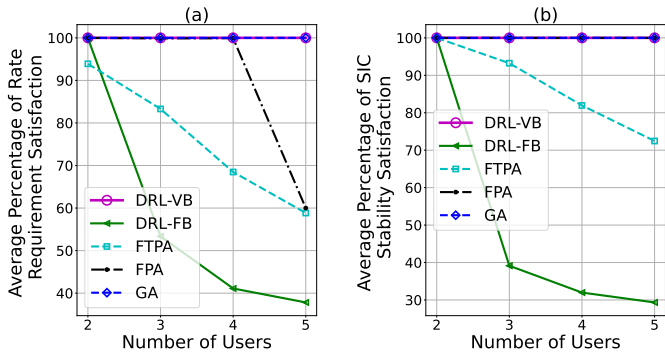 (a)
Average Percentage of Rate
Requirement Satisfaction
100
90
80
70
60
50
40
DRL-VB
DRL-FB
FTPA
FPA
GA
2
3
4
5
Number of Users
(b)
Average Percentage of SIC
Stability Satisfaction
100
90
80
70
60
50
40
30
DRL-VB
DRL-FB
FTPA
FPA
GA
2
3
4
5
Number of Users